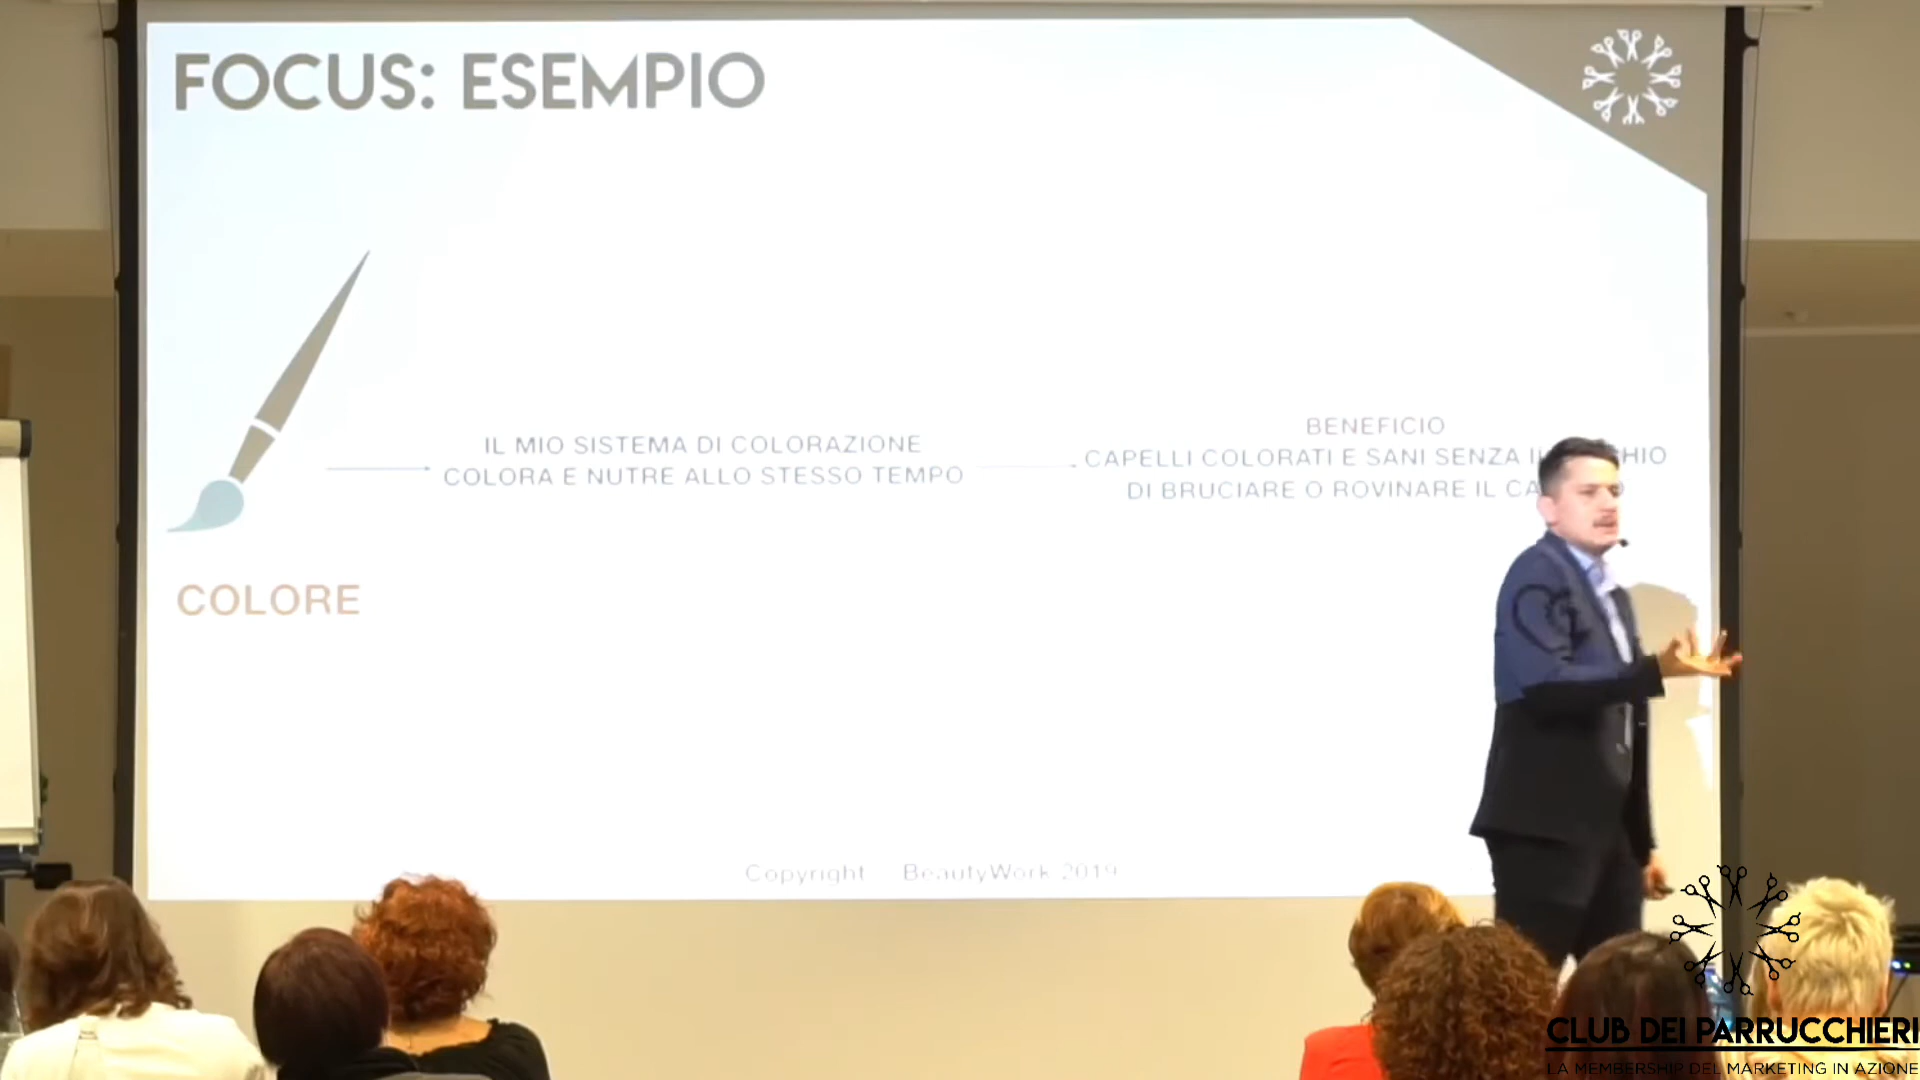 FOCUS: ESEMPIO
IL MIO SISTEMA DI COLORAZIONE
COLORA E NUTRE ALLO STESSO TEMPO
BENEFICIO
CAPELLI COLORATI E SANI SENZA
DI BRUCIARE O ROVINARE IL
COLORE
Copyright BeautyWork 2019
CLUB DEI PARRUCCHIERI
LA MEMBERSHIP DEL MARKETING IN AZIONE